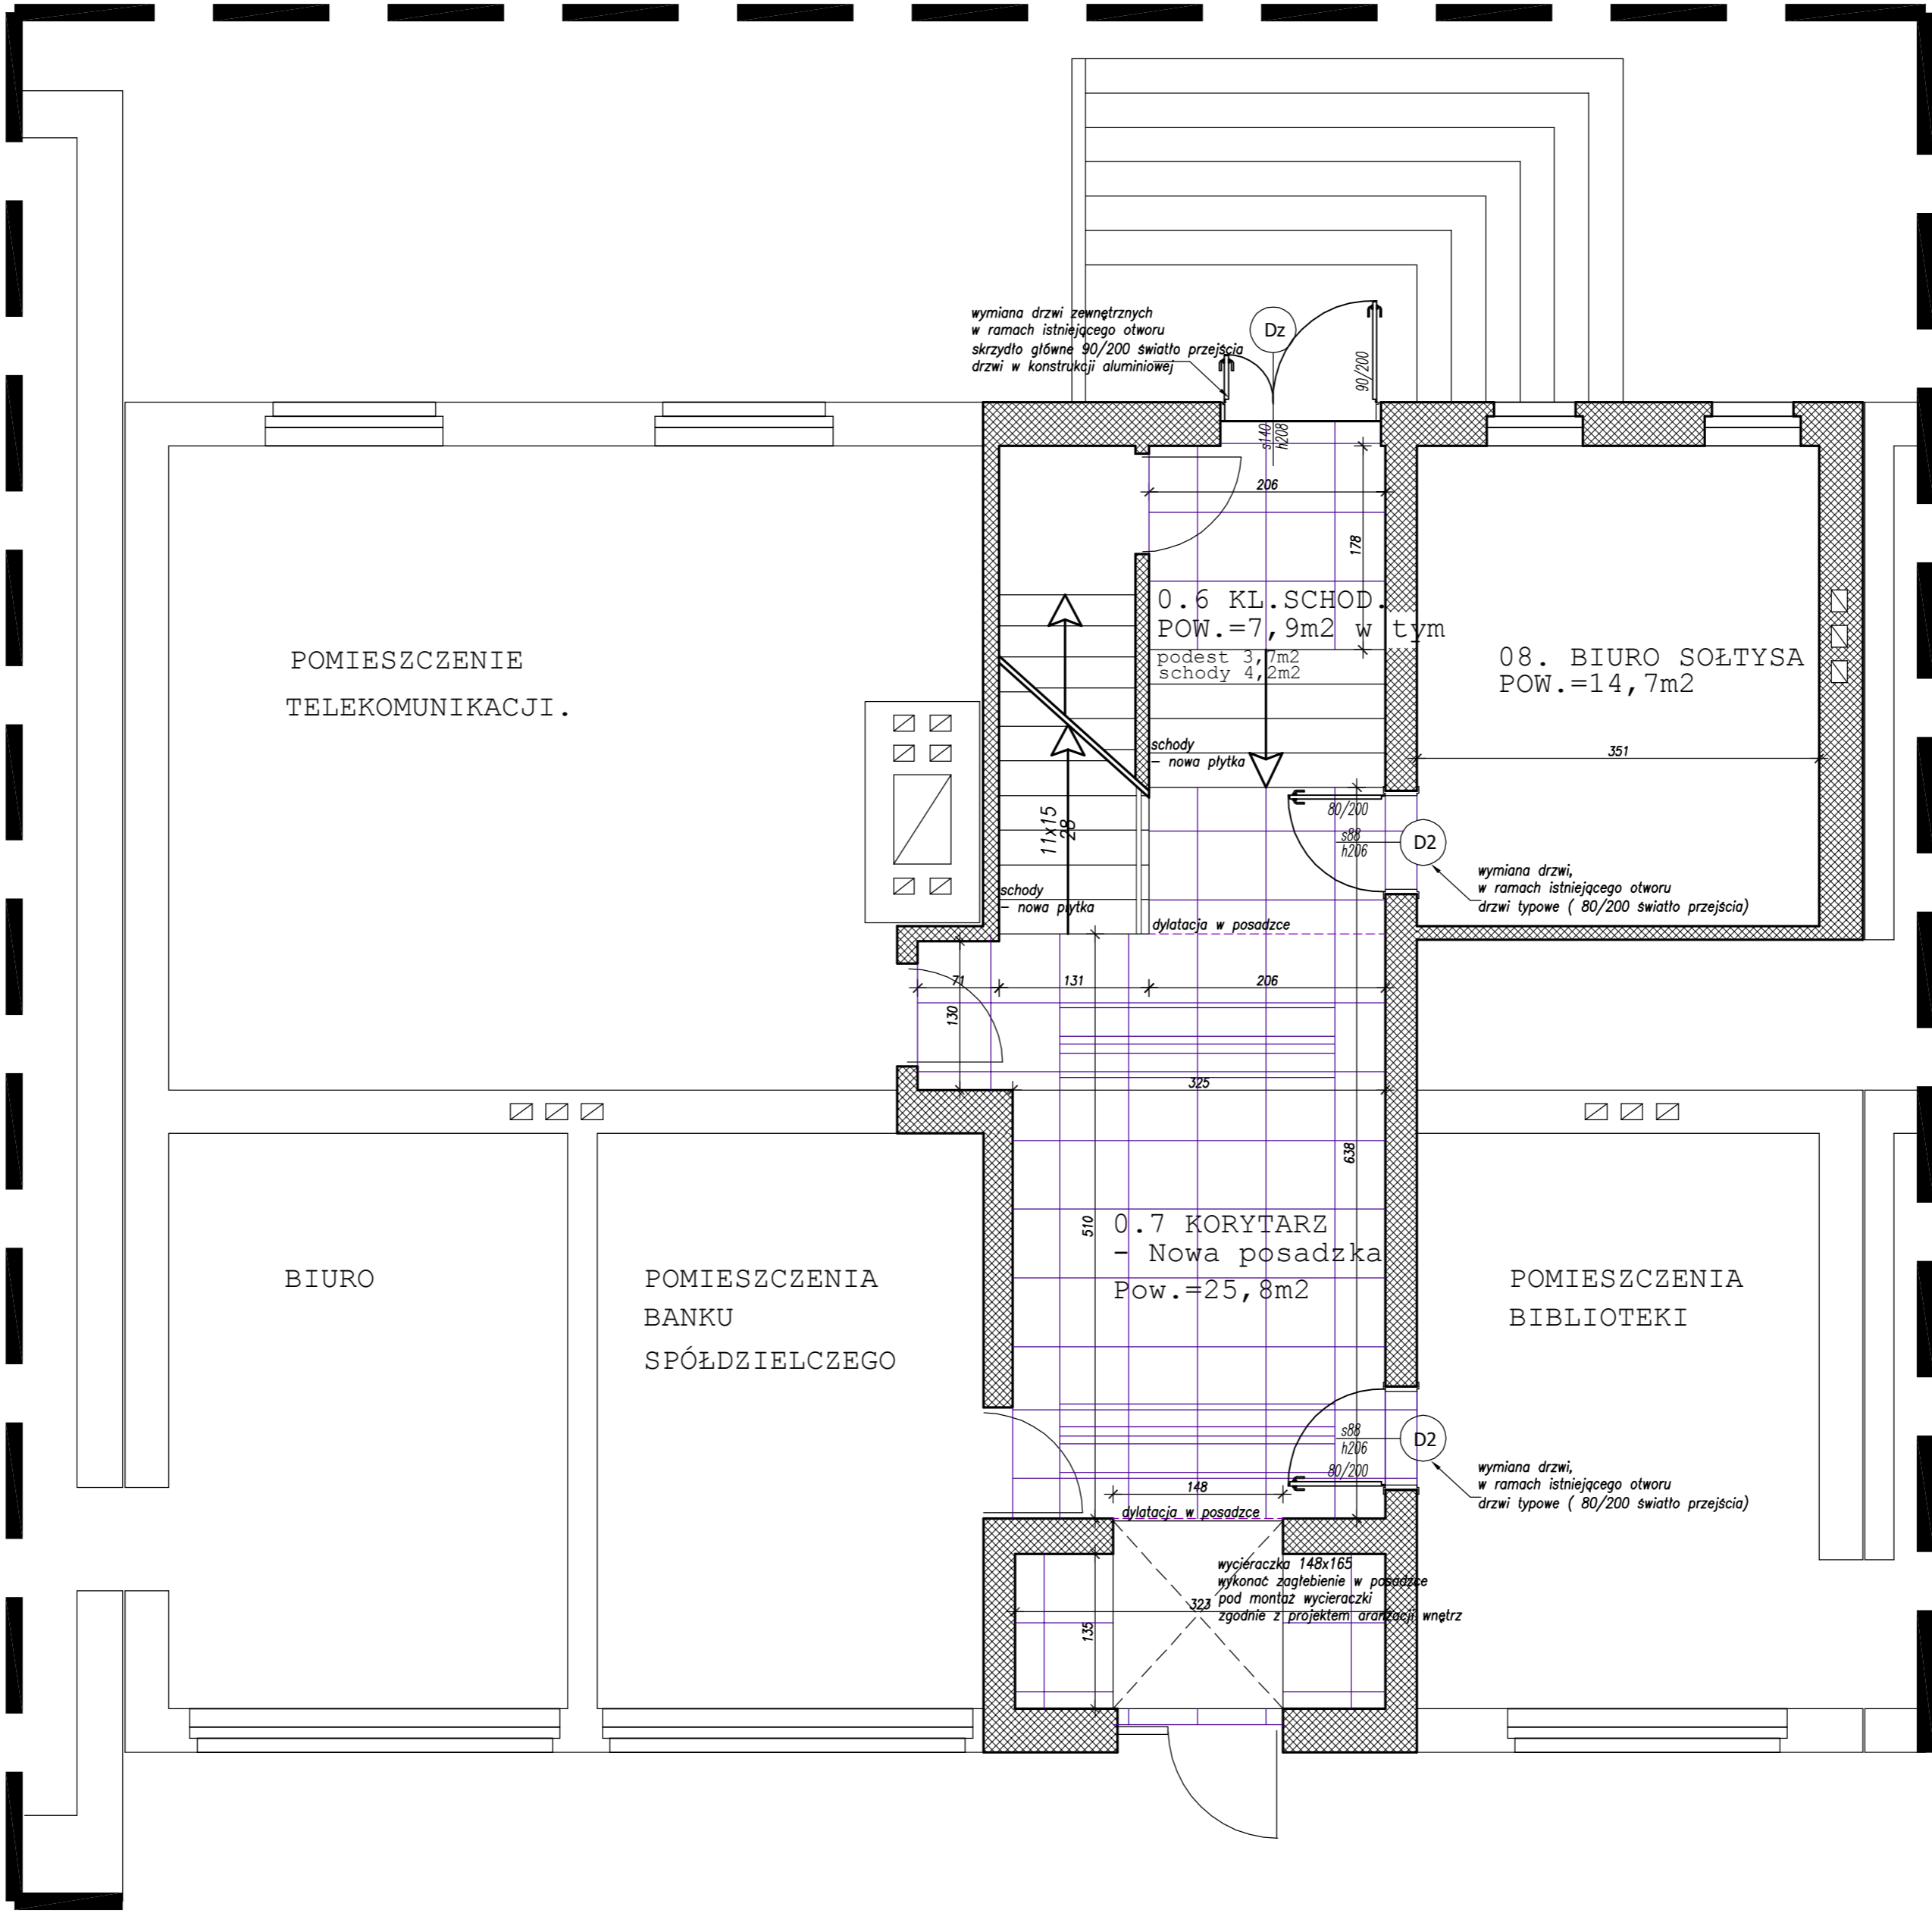 wymiana drzwi zewnętrznych
w ramach istniejącego otworu
skrzydło główne 90/200 światło przejścia
drzwi w konstrukcji aluminiowej
Dz
90/200
s140
h208
206
178
0.6 KL.SCHOD.
POW.=7,9m2 w tym
podest 3,7m2
schody 4,2m2
POMIESZCZENIE
TELEKOMUNIKACJI.
08. BIURO SOŁTYSA
POW.=14,7m2
351
schody
- nowa płytka
11x15
28
80/200
s88
h206
D2
wymiana drzwi,
w ramach istniejącego otworu
drzwi typowe ( 80/200 światło przejścia)
schody
- nowa płytka
dylatacja w posadzce
71
131
206
130
325
638
510
0.7 KORYTARZ
- Nowa posadzka
Pow.=25,8m2
BIURO
POMIESZCZENIA
BANKU
SPÓŁDZIELCZEGO
POMIESZCZENIA
BIBLIOTEKI
s88
h206
80/200
D2
wymiana drzwi,
w ramach istniejącego otworu
drzwi typowe ( 80/200 światło przejścia)
148
dylatacja w posadzce
wycieraczka 148x165
wykonać zagłebienie w posadzce
pod montaż wycieraczki
zgodnie z projektem aranżacji wnętrz
323
135